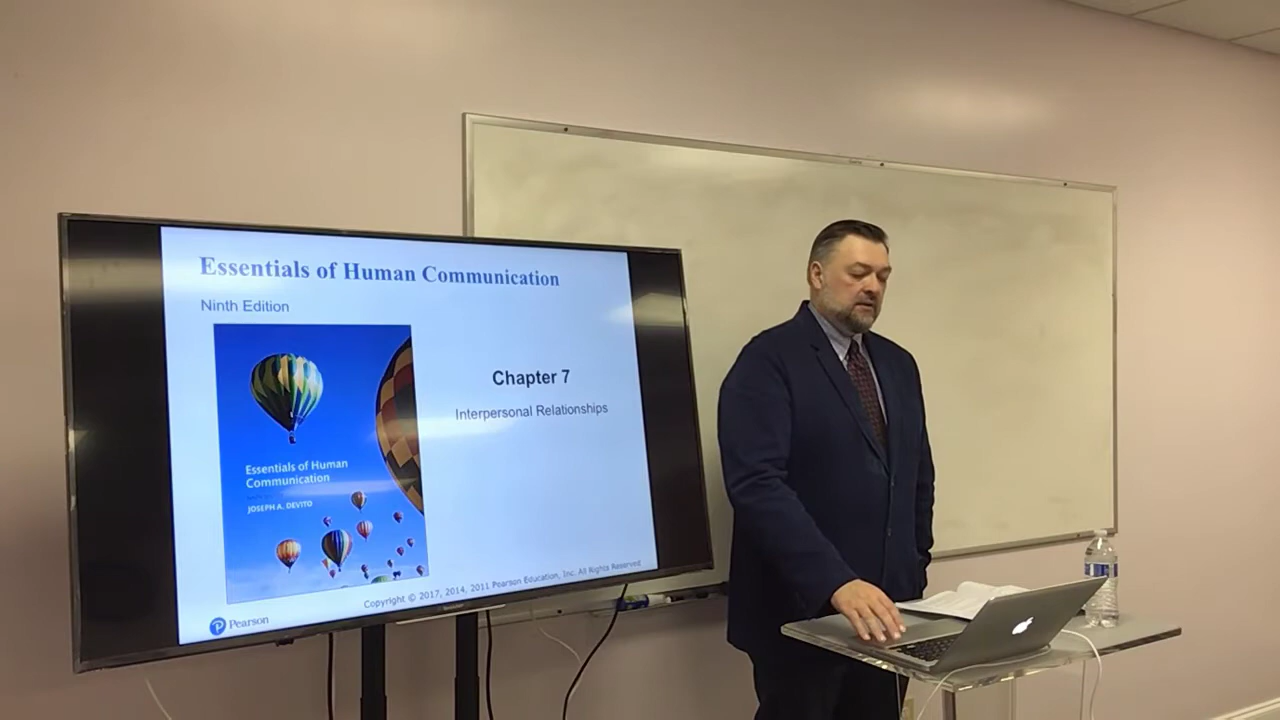 Essentials of Human Communication
Ninth Edition
Chapter 7
Interpersonal Relationships
Essentials of Human
Communication
JOSEPH A. DEVITO
Copyright © 2017, 2014, 2011 Pearson Education, Inc. All Rights Reserved
Pearson